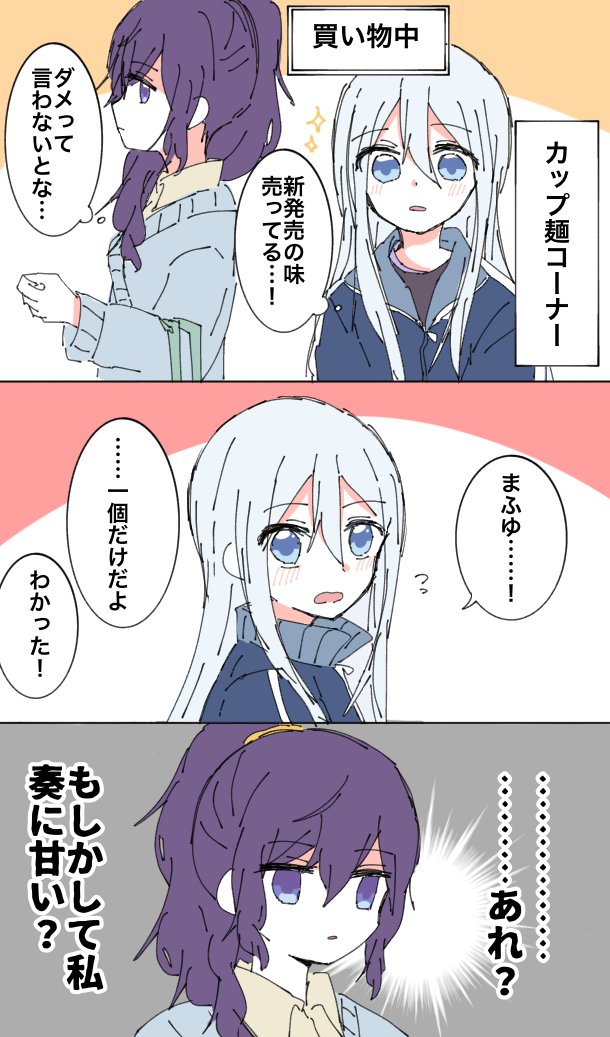 買い物中
カップ麺コーナー
新発売の味
売ってる…！
ダメって
言わないとな…
まふゆ……！
……一個だけだよ
わかった！
………………
…………あれ？
もしかして私
奏に甘い？